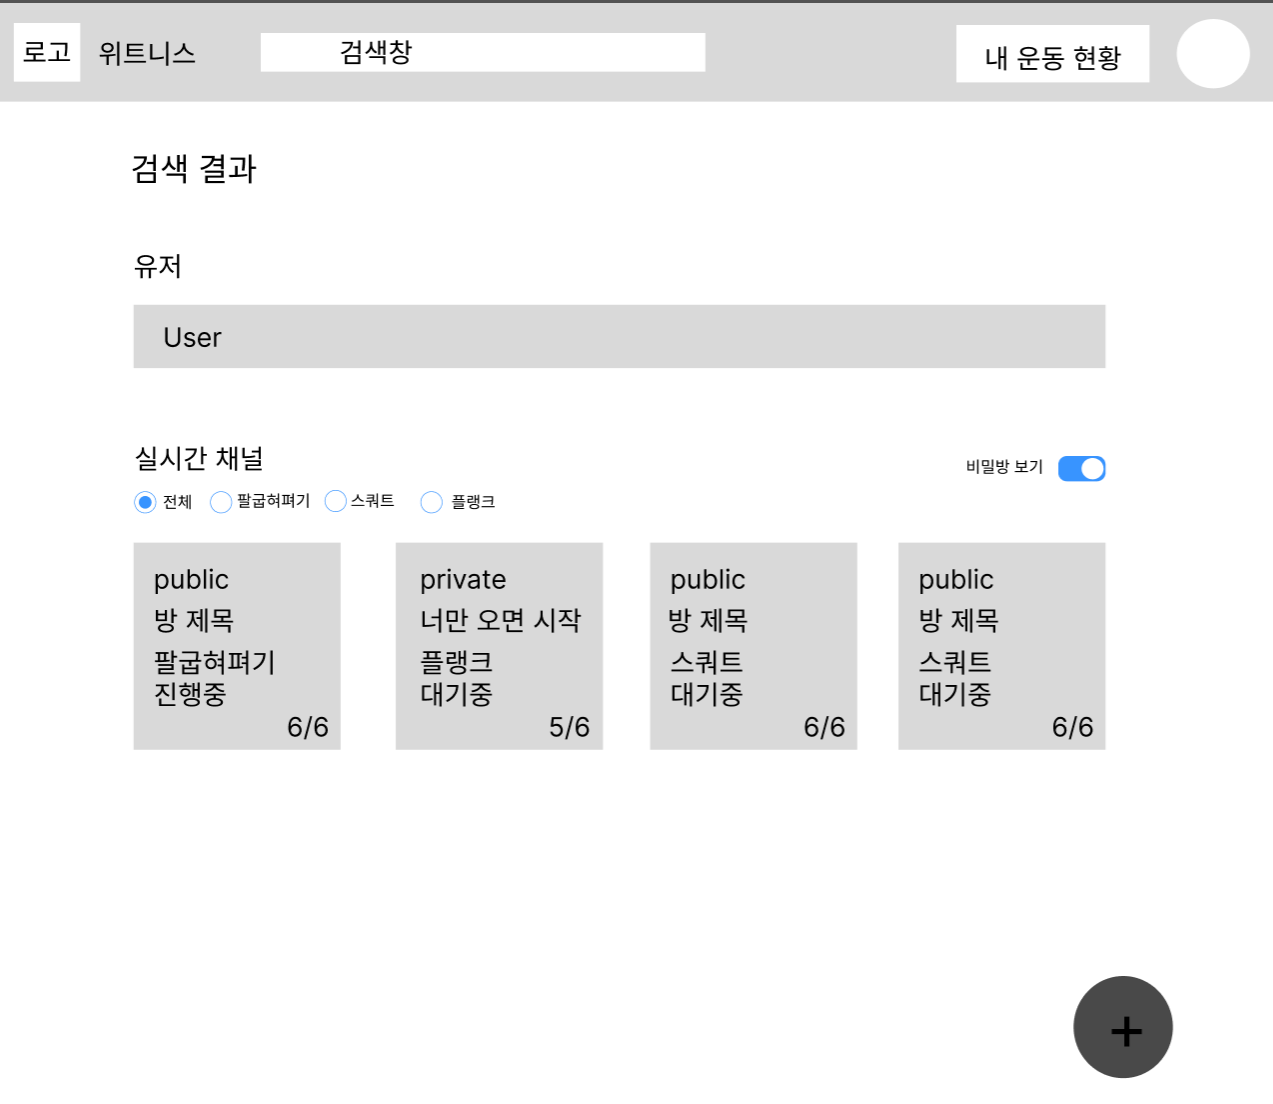 로고
위트니스
검색창
내 운동 현황
검색 결과
유저
User
실시간 채널
비밀방 보기
전체
팔굽혀펴기
스쿼트
플랭크
public
방 제목
팔굽혀펴기
진행중
6/6
private
너만 오면 시작
플랭크
대기중
5/6
public
방 제목
스쿼트
대기중
6/6
public
방 제목
스쿼트
대기중
6/6
+